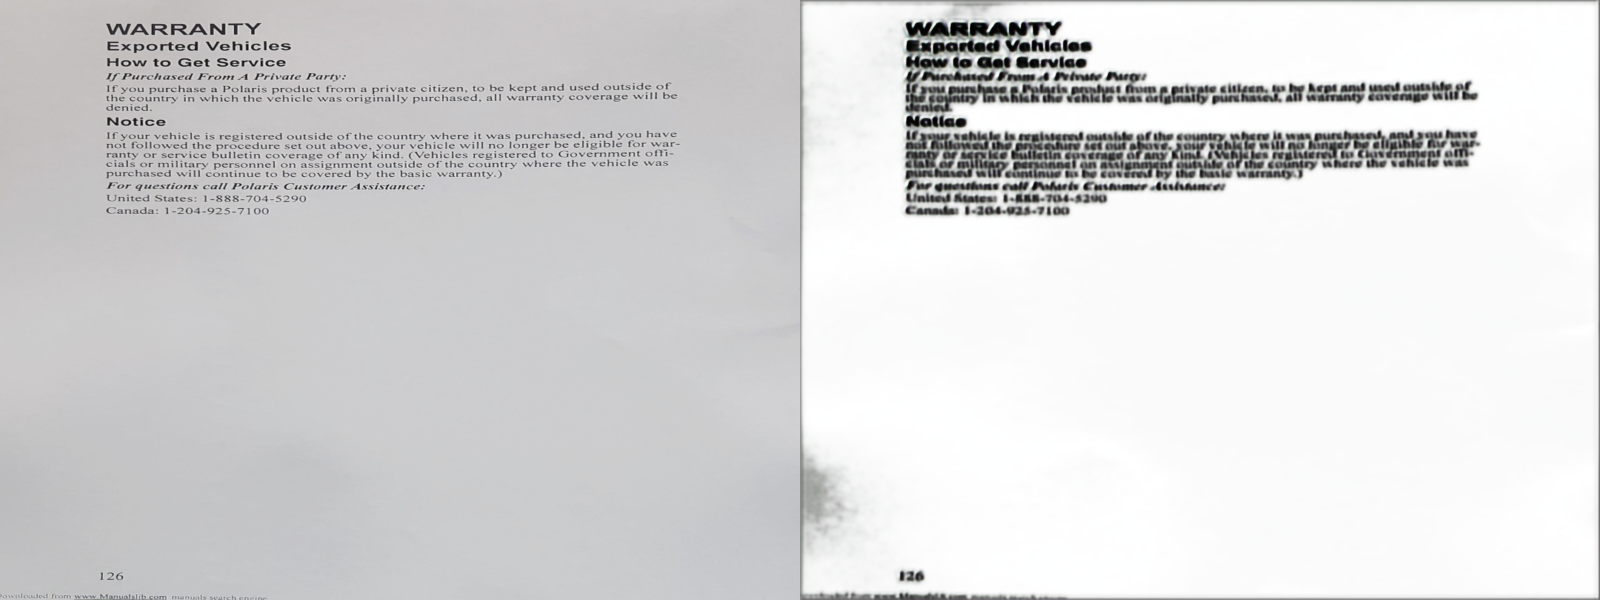 WARRANTY
Exported Vehicles
How to Get Service
If Purchased From A Private Party:
If you purchase a Polaris product from a private citizen, to be kept and used outside of
the country in which the vehicle was originally purchased, all warranty coverage will be
denied.
Notice
If your vehicle is registered outside of the country where it was purchased, and you have
not followed the procedure set out above, your vehicle will no longer be eligible for war-
ranty or service bulletin coverage of any kind. (Vehicles registered to Government offi-
cials or military personnel on assignment outside of the country where the vehicle was
purchased will continue to be covered by the basic warranty.)
For questions call Polaris Customer Assistance:
United States: 1-888-704-5290
Canada: 1-204-925-7100
126
ownloaded from www.Manualslib.com manuals search engine
WARRANTY
Exported Vehicles
How to Get Service
If Purchased From A Private Party:
If you purchase a Polaris product from a private citizen, to be kept and used outside of
the country in which the vehicle was originally purchased, all warranty coverage will be
denied.
Notice
If your vehicle is registered outside of the country where it was purchased, and you have
not followed the procedure set out above, your vehicle will no longer be eligible for war-
ranty or service bulletin coverage of any kind. (Vehicles registered to Government offi-
cials or military personnel on assignment outside of the country where the vehicle was
purchased will continue to be covered by the basic warranty.)
For questions call Polaris Customer Assistance:
United States: 1-888-704-5290
Canada: 1-204-925-7100
126